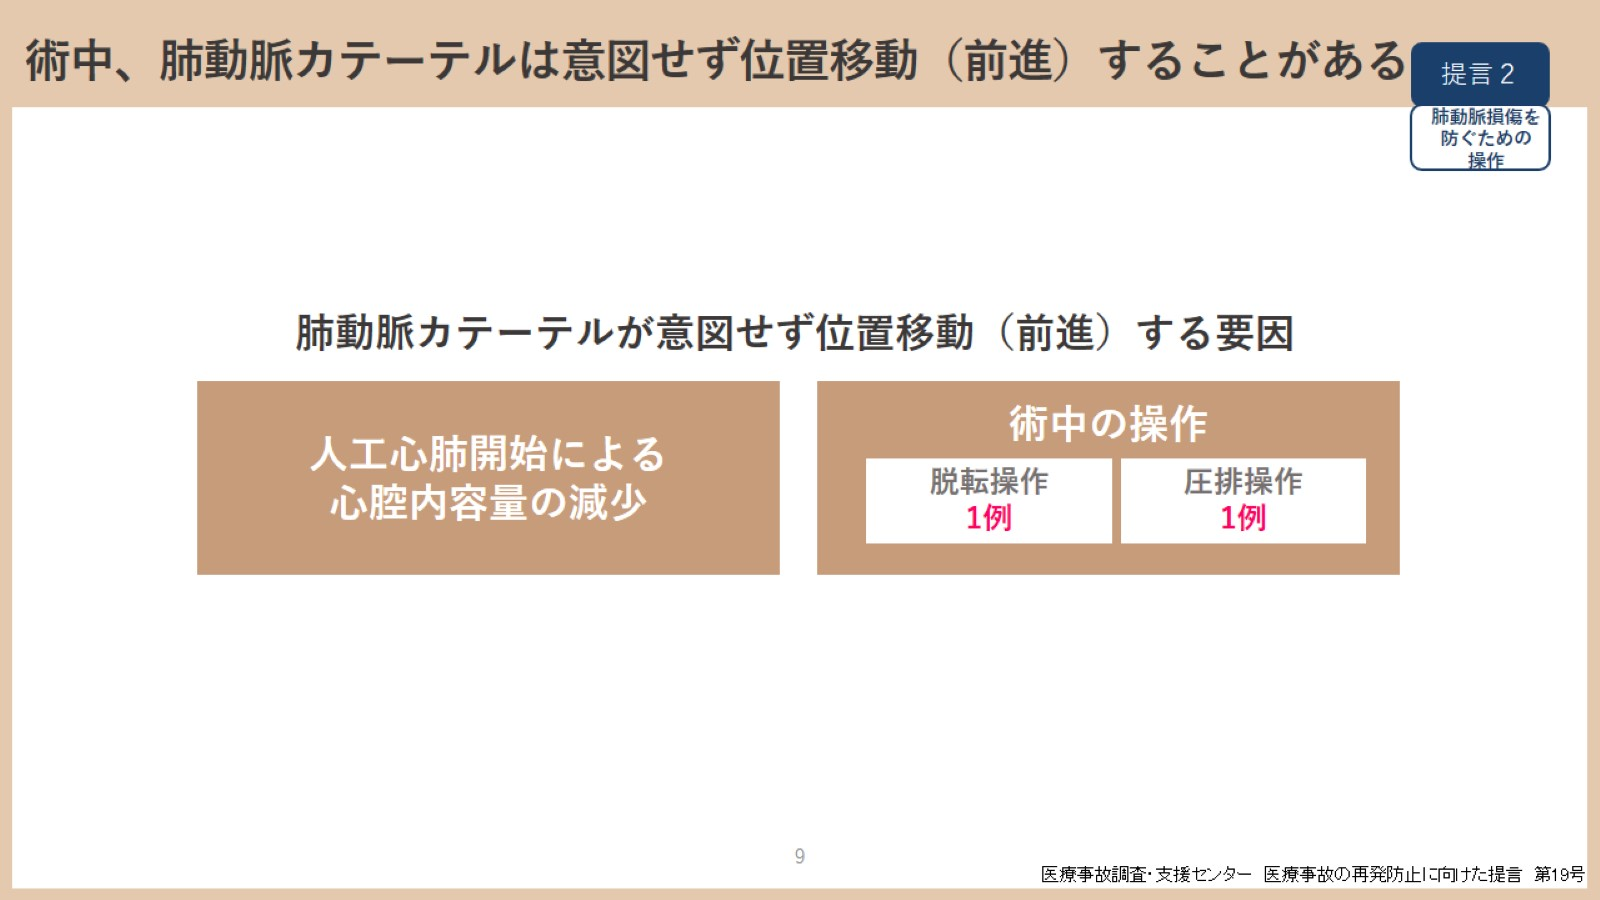 術中、肺動脈カテーテルは意図せず位置移動（前進）することがある
提言２
肺動脈損傷を
防ぐための
操作
肺動脈カテーテルが意図せず位置移動（前進）する要因
人工心肺開始による
心腔内容量の減少
術中の操作
脱転操作
1例
圧排操作
1例
9
医療事故調査・支援センター　医療事故の再発防止に向けた提言　第19号